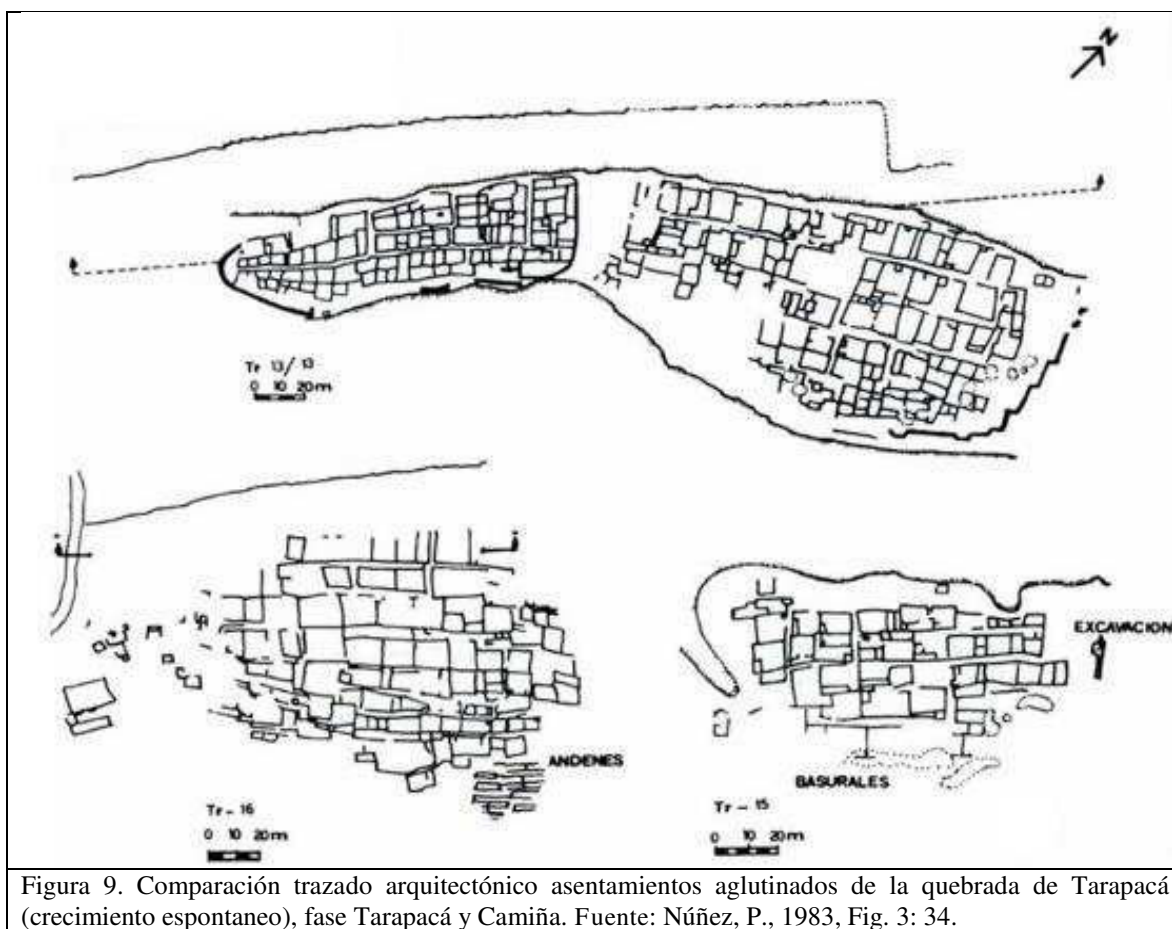 N
Tr 13/13
0 10 20m
ANDENES
Tr - 16
0 10 20m
EXCAVACION
BASURALES
Tr - 15
0 10 20m
Figura 9. Comparación trazado arquitectónico asentamientos aglutinados de la quebrada de Tarapacá
(crecimiento espontaneo), fase Tarapacá y Camiña. Fuente: Núñez, P., 1983, Fig. 3: 34.